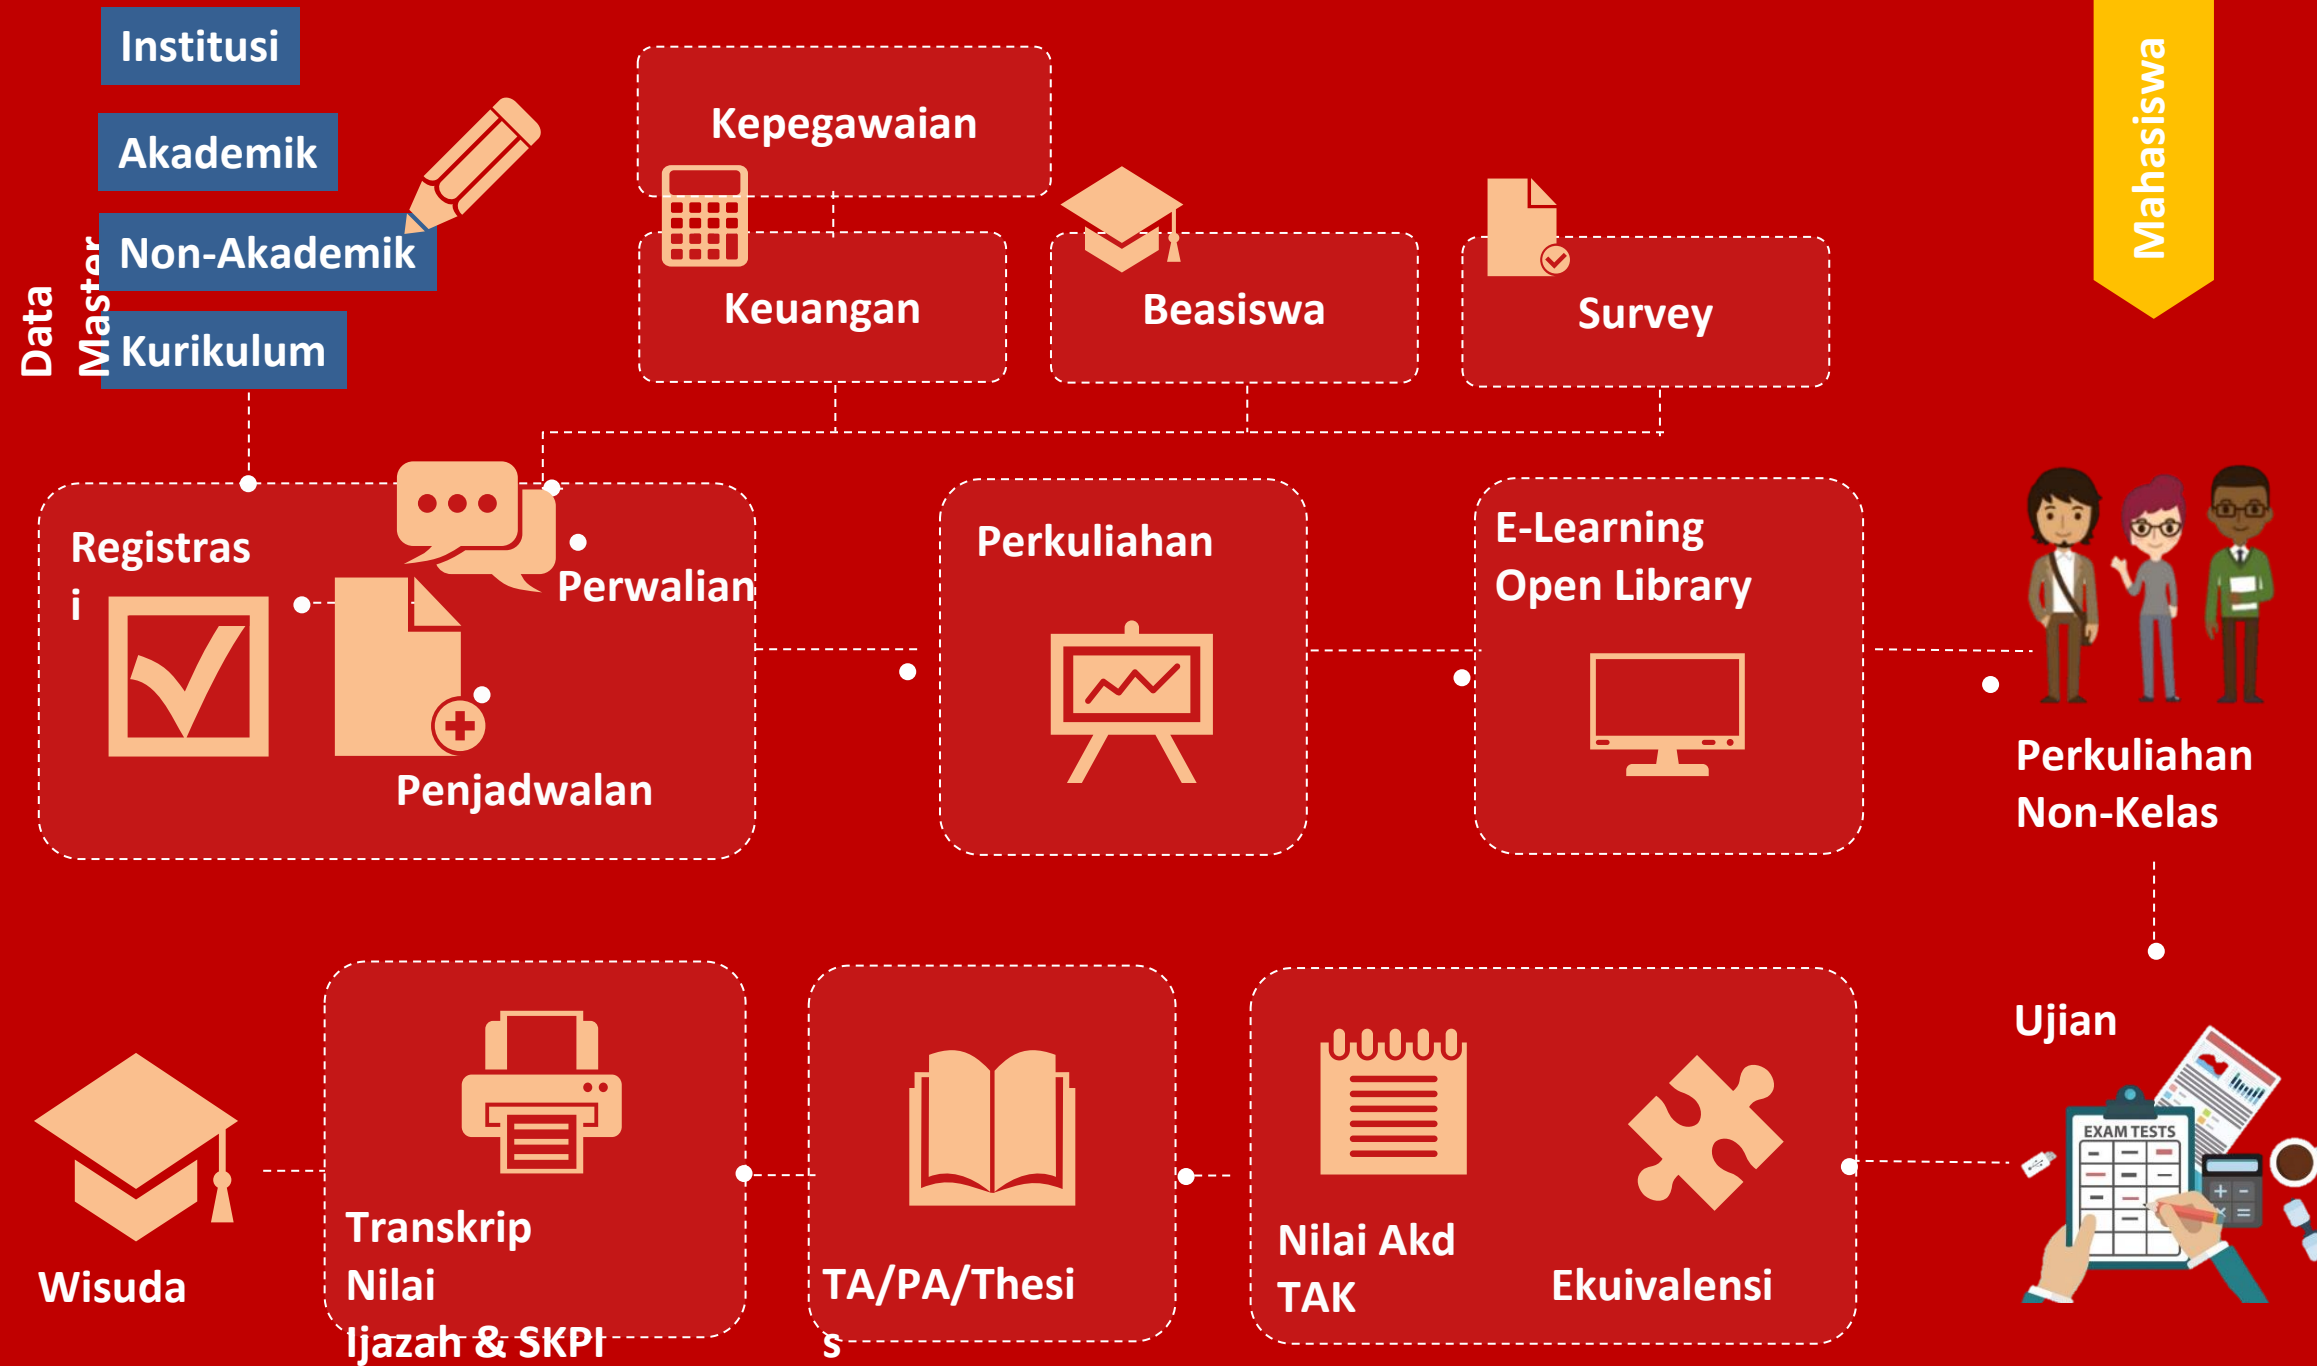 Institusi
Akademik
Non-Akademik
Kurikulum
Data
Master
Kepegawaian
Keuangan
Beasiswa
Survey
Mahasiswa
Registras
i
Perwalian
Penjadwalan
Perkuliahan
E-Learning
Open Library
Perkuliahan
Non-Kelas
Ujian
EXAM TESTS
Nilai Akd
TAK
Ekuivalensi
TA/PA/Thesi
s
Transkrip
Nilai
Ijazah & SKPI
Wisuda